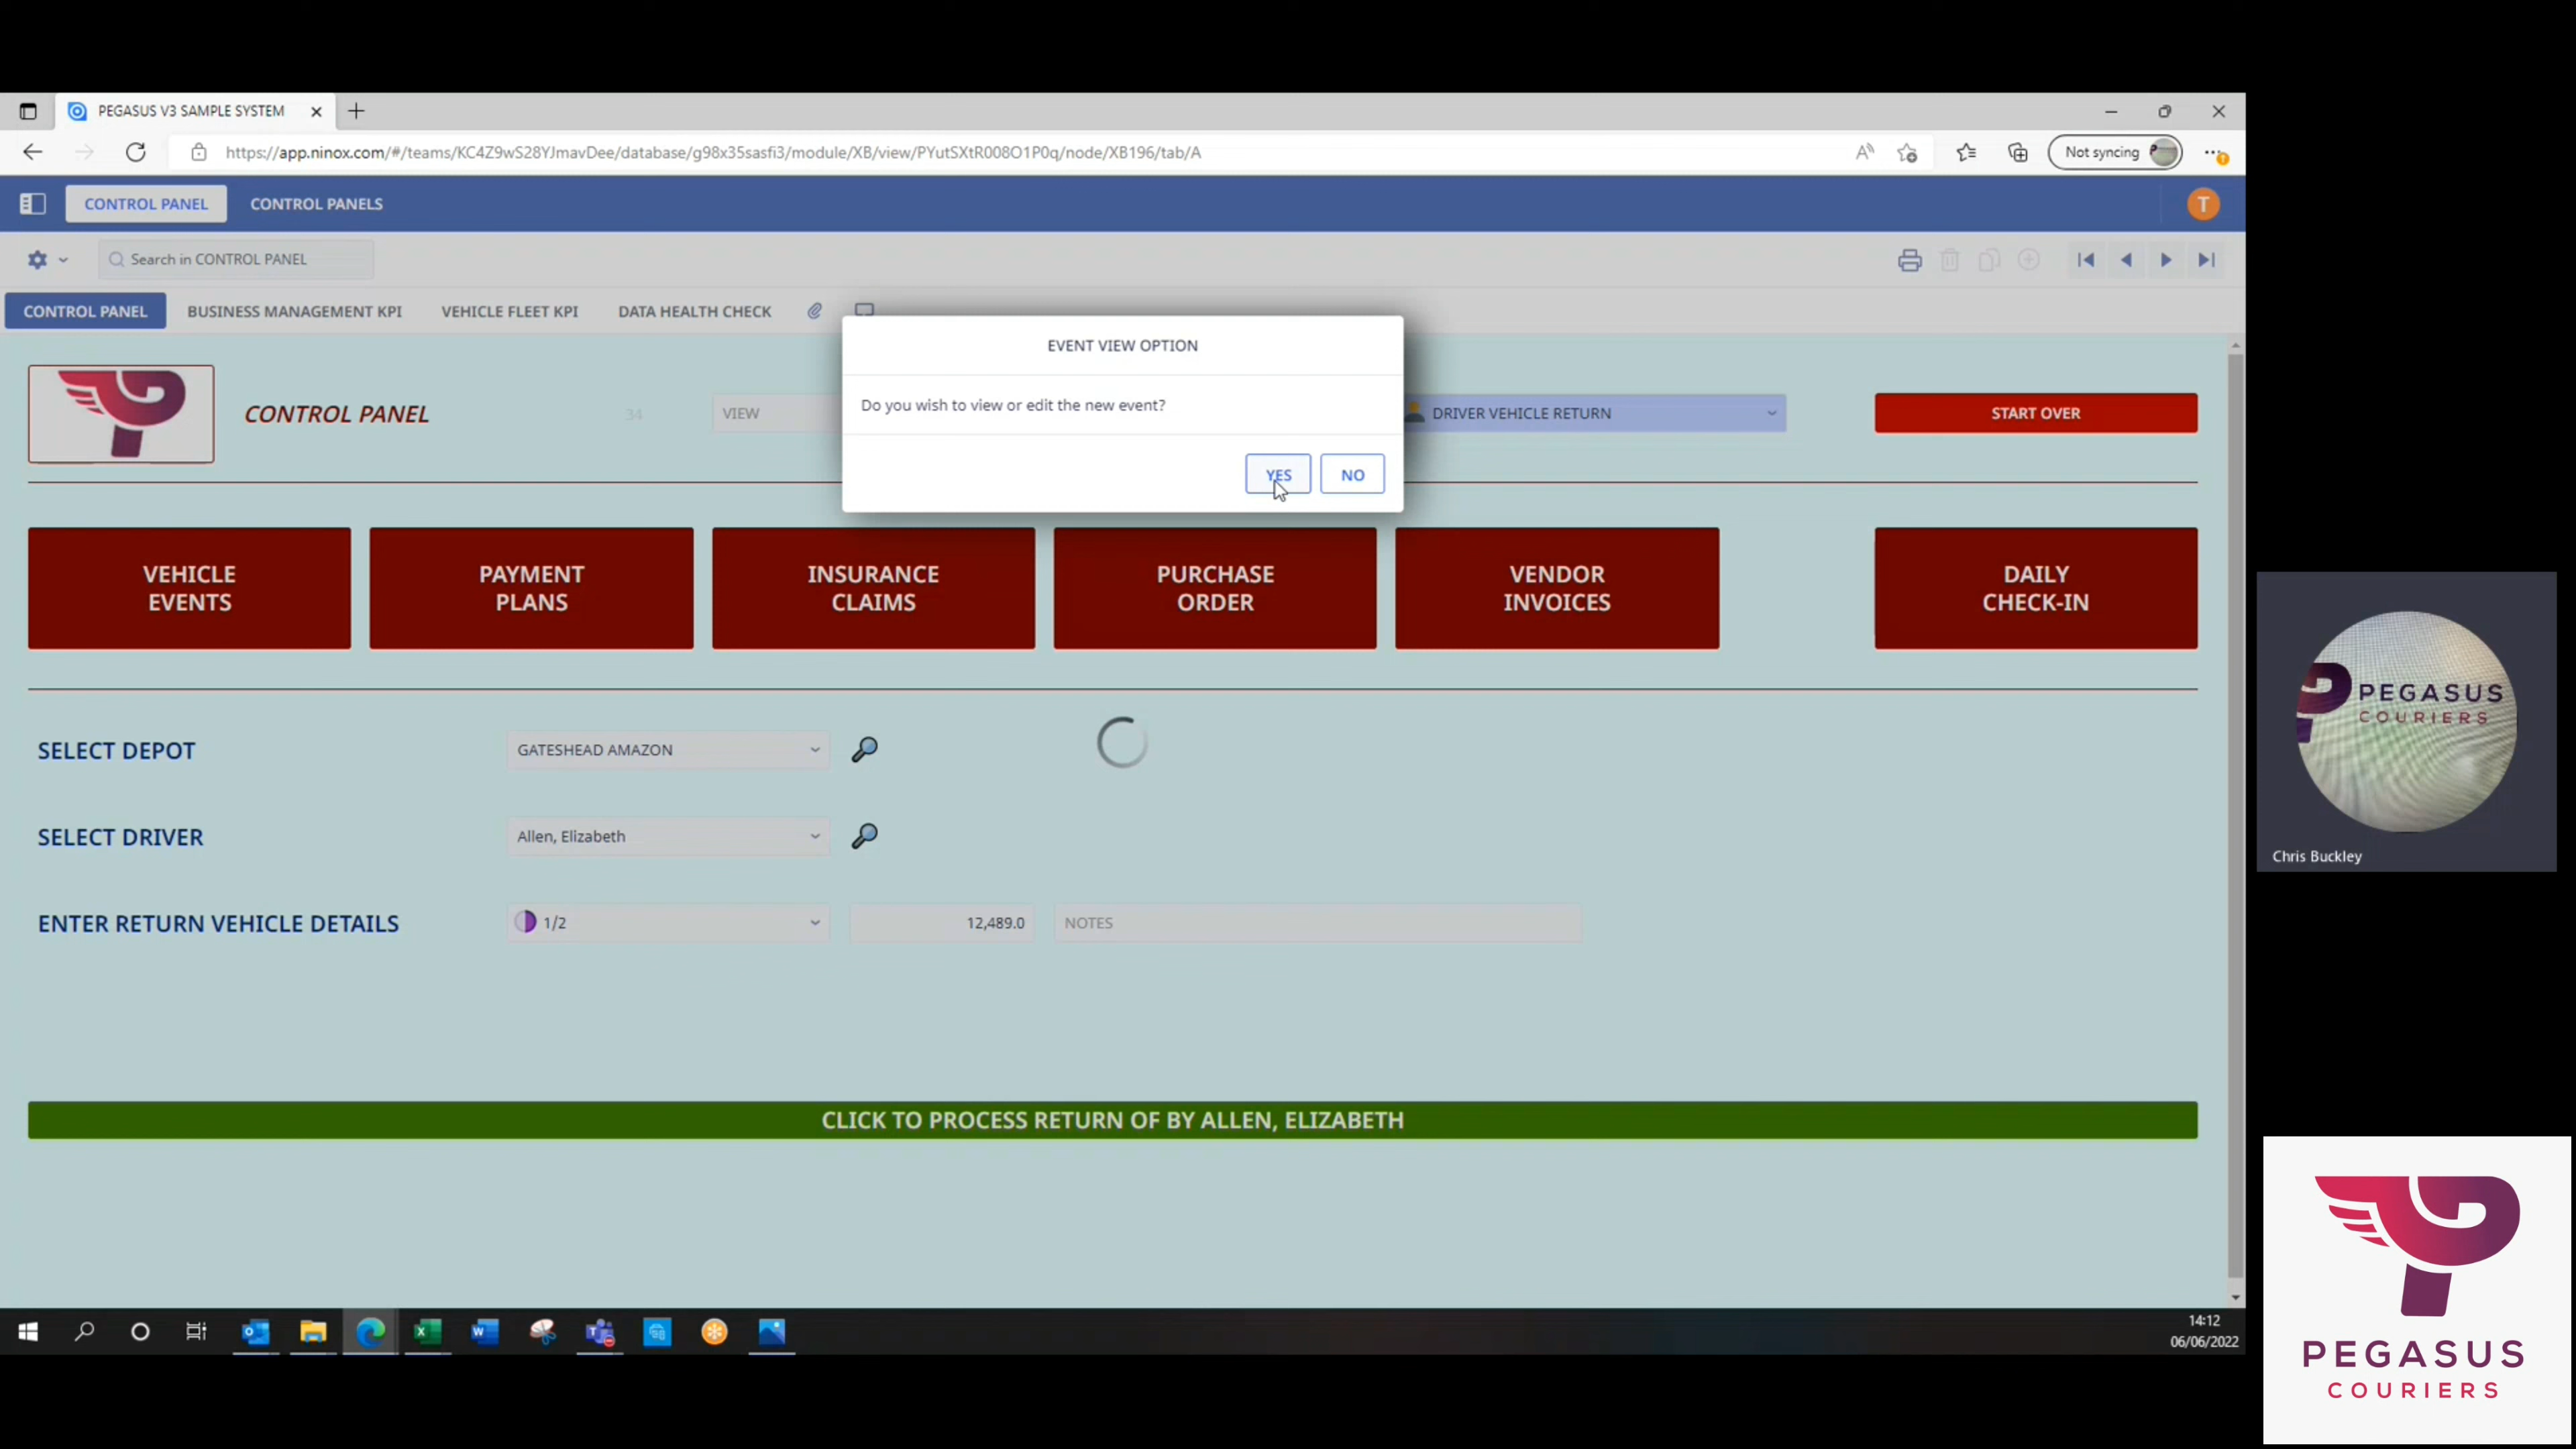 PEGASUS V3 SAMPLE SYSTEM
https://app.ninox.com/#/teams/KC4Z9wS28YJmavDee/database/g98x35sasfi3/module/XB/view/PYutSXtR008O1P0q/node/XB196/tab/A
Not syncing
CONTROL PANEL CONTROL PANELS
T
Search in CONTROL PANEL
CONTROL PANEL BUSINESS MANAGEMENT KPI VEHICLE FLEET KPI DATA HEALTH CHECK
EVENT VIEW OPTION
Do you wish to view or edit the new event?
YES NO
CONTROL PANEL 34 VIEW DRIVER VEHICLE RETURN START OVER
VEHICLE
EVENTS
PAYMENT
PLANS
INSURANCE
CLAIMS
PURCHASE
ORDER
VENDOR
INVOICES
DAILY
CHECK-IN
SELECT DEPOT GATESHEAD AMAZON
SELECT DRIVER Allen, Elizabeth
ENTER RETURN VEHICLE DETAILS 1/2 12,489.0 NOTES
CLICK TO PROCESS RETURN OF BY ALLEN, ELIZABETH
14:12
06/06/2022
PEGASUS
COURIERS
Chris Buckley
PEGASUS
COURIERS